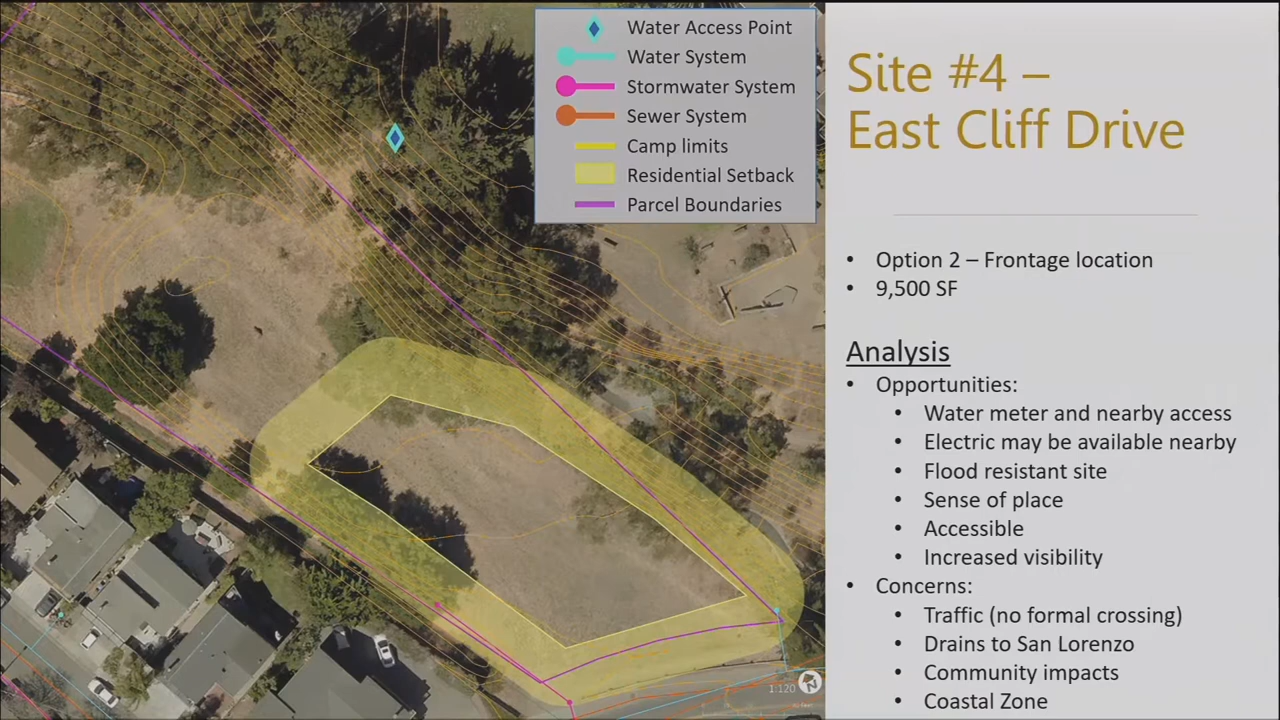 Water Access Point
Water System
Stormwater System
Sewer System
Camp limits
Residential Setback
Parcel Boundaries
1:120
Site #4 –
East Cliff Drive
• Option 2 – Frontage location
• 9,500 SF
Analysis
• Opportunities:
• Water meter and nearby access
• Electric may be available nearby
• Flood resistant site
• Sense of place
• Accessible
• Increased visibility
• Concerns:
• Traffic (no formal crossing)
• Drains to San Lorenzo
• Community impacts
• Coastal Zone